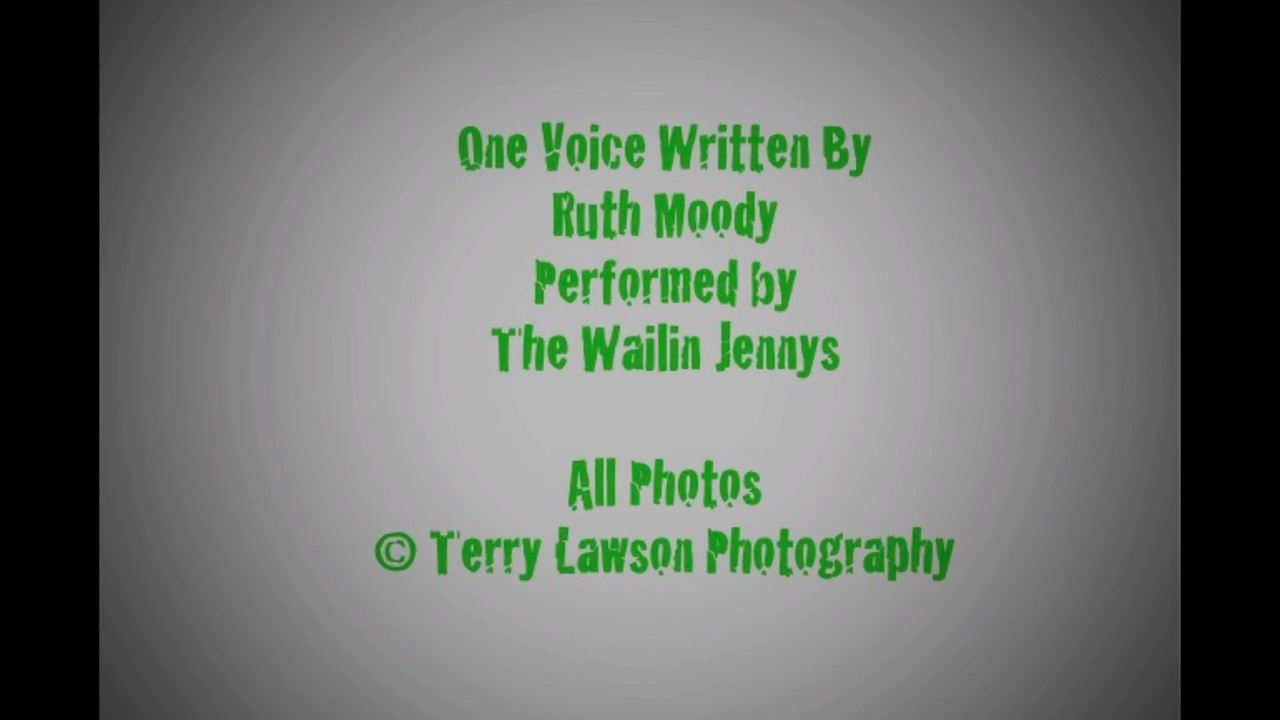 One Voice Written By
Ruth Moody
Performed by
The Wailin Jennys
All Photos
© Terry Lawson Photography